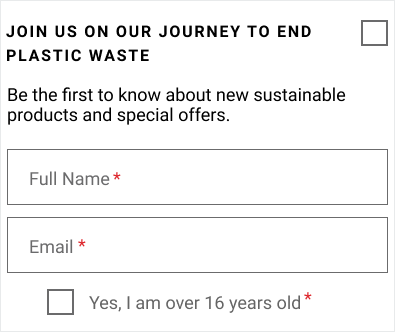 JOIN US ON OUR JOURNEY TO END
PLASTIC WASTE
Be the first to know about new sustainable
products and special offers.
Full Name *
Email *
Yes, I am over 16 years old *